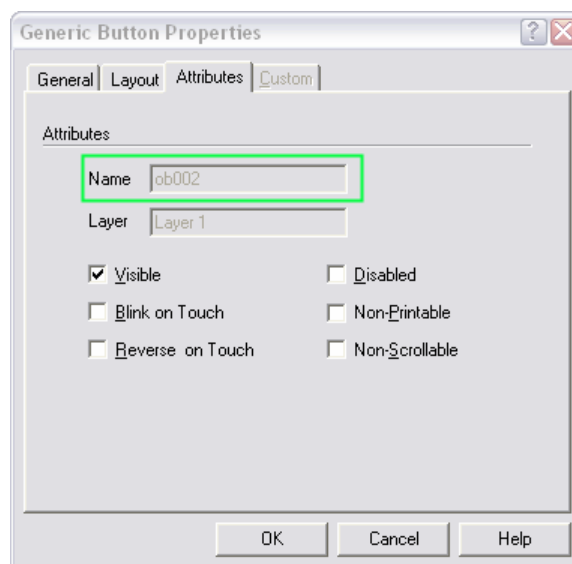 Generic Button Properties
General Layout Attributes Custom
Attributes
Name ob002
Layer Layer 1
Visible Disabled
Blink on Touch Non-Printable
Reverse on Touch Non-Scrollable
OK Cancel Help